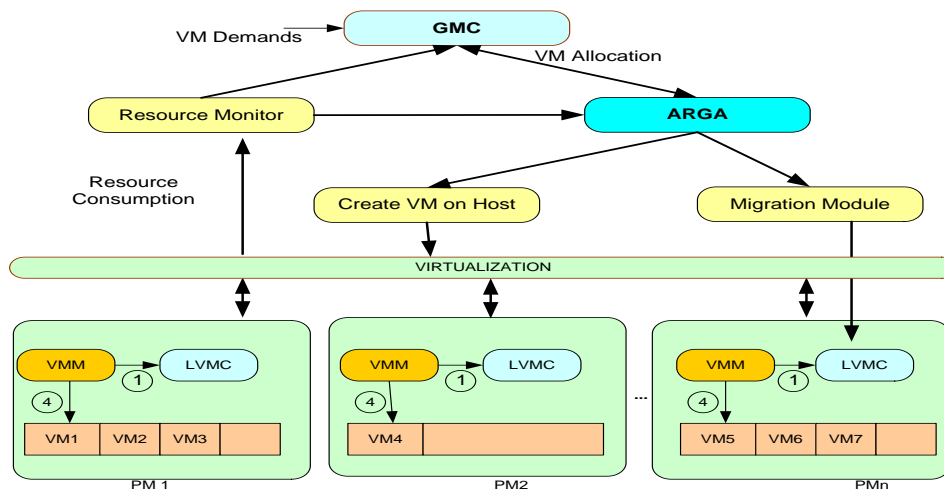 GMC
VM Demands
VM Allocation
Resource Monitor
ARGA
Resource
Consumption
Create VM on Host
Migration Module
VIRTUALIZATION
VMM
1
LVMC
4
VM1
VM2
VM3
PM 1
VMM
1
LVMC
4
VM4
PM2
...
VMM
1
LVMC
4
VM5
VM6
VM7
PMn